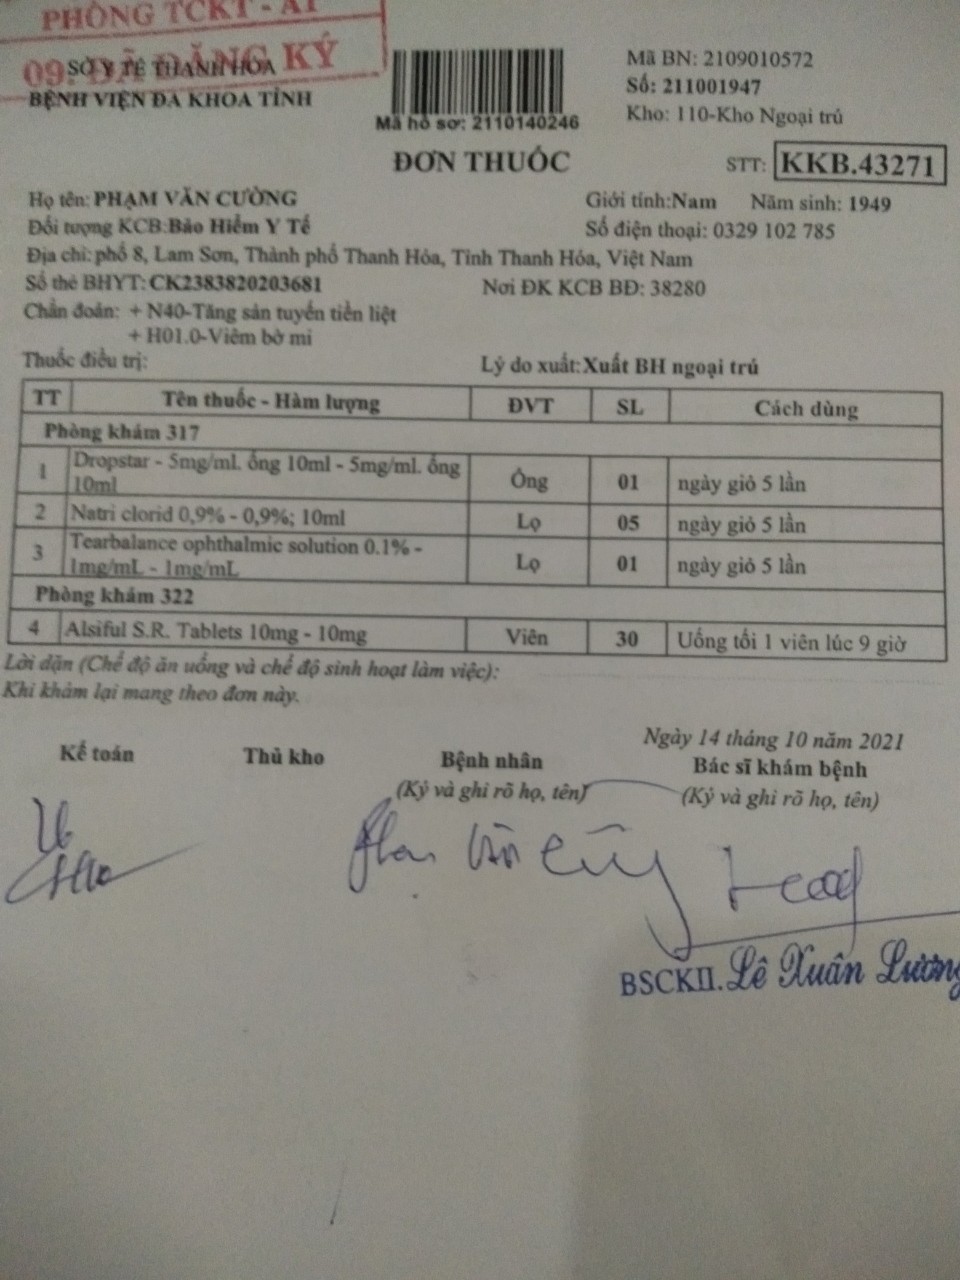 PHÒNG TCKT - AT
09. ĐÃ ĐĂNG KÝ
SỞ Y TẾ THANH HÓA
BỆNH VIỆN ĐA KHOA TỈNH
Mã hồ sơ: 2110140246
Mã BN: 2109010572
Số: 211001947
Kho: 110-Kho Ngoại trú
ĐƠN THUỐC
STT: KKB.43271
Họ tên: PHẠM VĂN CƯỜNG Giới tính:Nam Năm sinh: 1949
Đối tượng KCB:Bảo Hiểm Y Tế Số điện thoại: 0329 102 785
Địa chỉ: phố 8, Lam Sơn, Thành phố Thanh Hóa, Tỉnh Thanh Hóa, Việt Nam
Số thẻ BHYT: CK2383820203681 Nơi ĐK KCB BĐ: 38280
Chẩn đoán: + N40-Tăng sản tuyến tiền liệt
+ H01.0-Viêm bờ mi
Thuốc điều trị: Lý do xuất:Xuất BH ngoại trú
TT Tên thuốc - Hàm lượng ĐVT SL Cách dùng
Phòng khám 317
1 Dropstar - 5mg/ml. ống 10ml - 5mg/ml. ống 10ml Ống 01 ngày giỏ 5 lần
2 Natri clorid 0,9% - 0,9%; 10ml Lọ 05 ngày giỏ 5 lần
3 Tearbalance ophthalmic solution 0.1% - 1mg/mL - 1mg/mL Lọ 01 ngày giỏ 5 lần
Phòng khám 322
4 Alsiful S.R. Tablets 10mg - 10mg Viên 30 Uống tối 1 viên lúc 9 giờ
Lời dặn (Chế độ ăn uống và chế độ sinh hoạt làm việc):
Khi khám lại mang theo đơn này.
Ngày 14 tháng 10 năm 2021
Kế toán Thủ kho Bệnh nhân Bác sĩ khám bệnh
(Ký và ghi rõ họ, tên) (Ký và ghi rõ họ, tên)
Phạm Văn Cường
BSCKII. Lê Xuân Lương